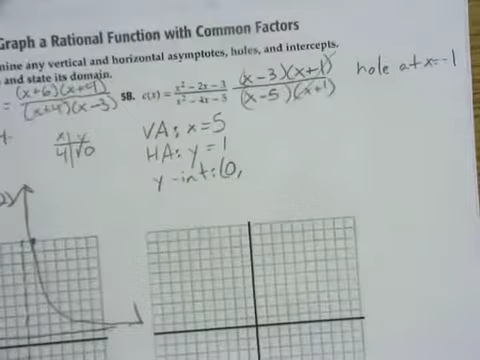 Graph a Rational Function with Common Factors
mine any vertical and horizontal asymptotes, holes, and intercepts.
and state its domain.
= (x+6)(x+4) / (x+4)(x-3)
5B. c(x) = x² - 2x - 3 / x² - 4x - 5 (x-3)(x+1) / (x-5)(x+1) hole at x=-1
x | y
4 | 0
VA: x=5
HA: y=1
y-int: (0,